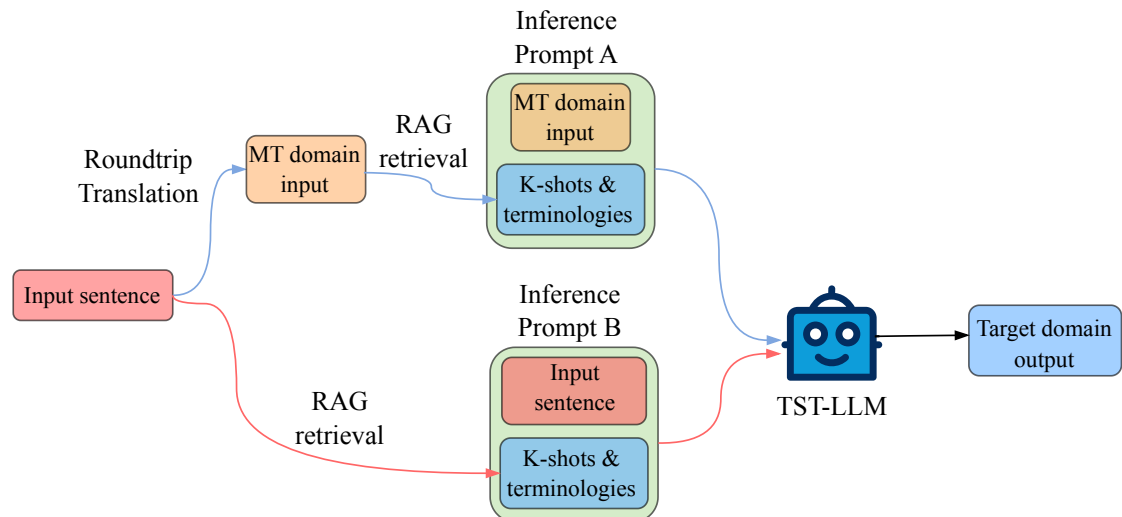 Inference
Prompt A
MT domain
input
K-shots &
terminologies
RAG
retrieval
MT domain
input
Roundtrip
Translation
Input sentence
Inference
Prompt B
Input
sentence
K-shots &
terminologies
RAG
retrieval
TST-LLM
Target domain
output